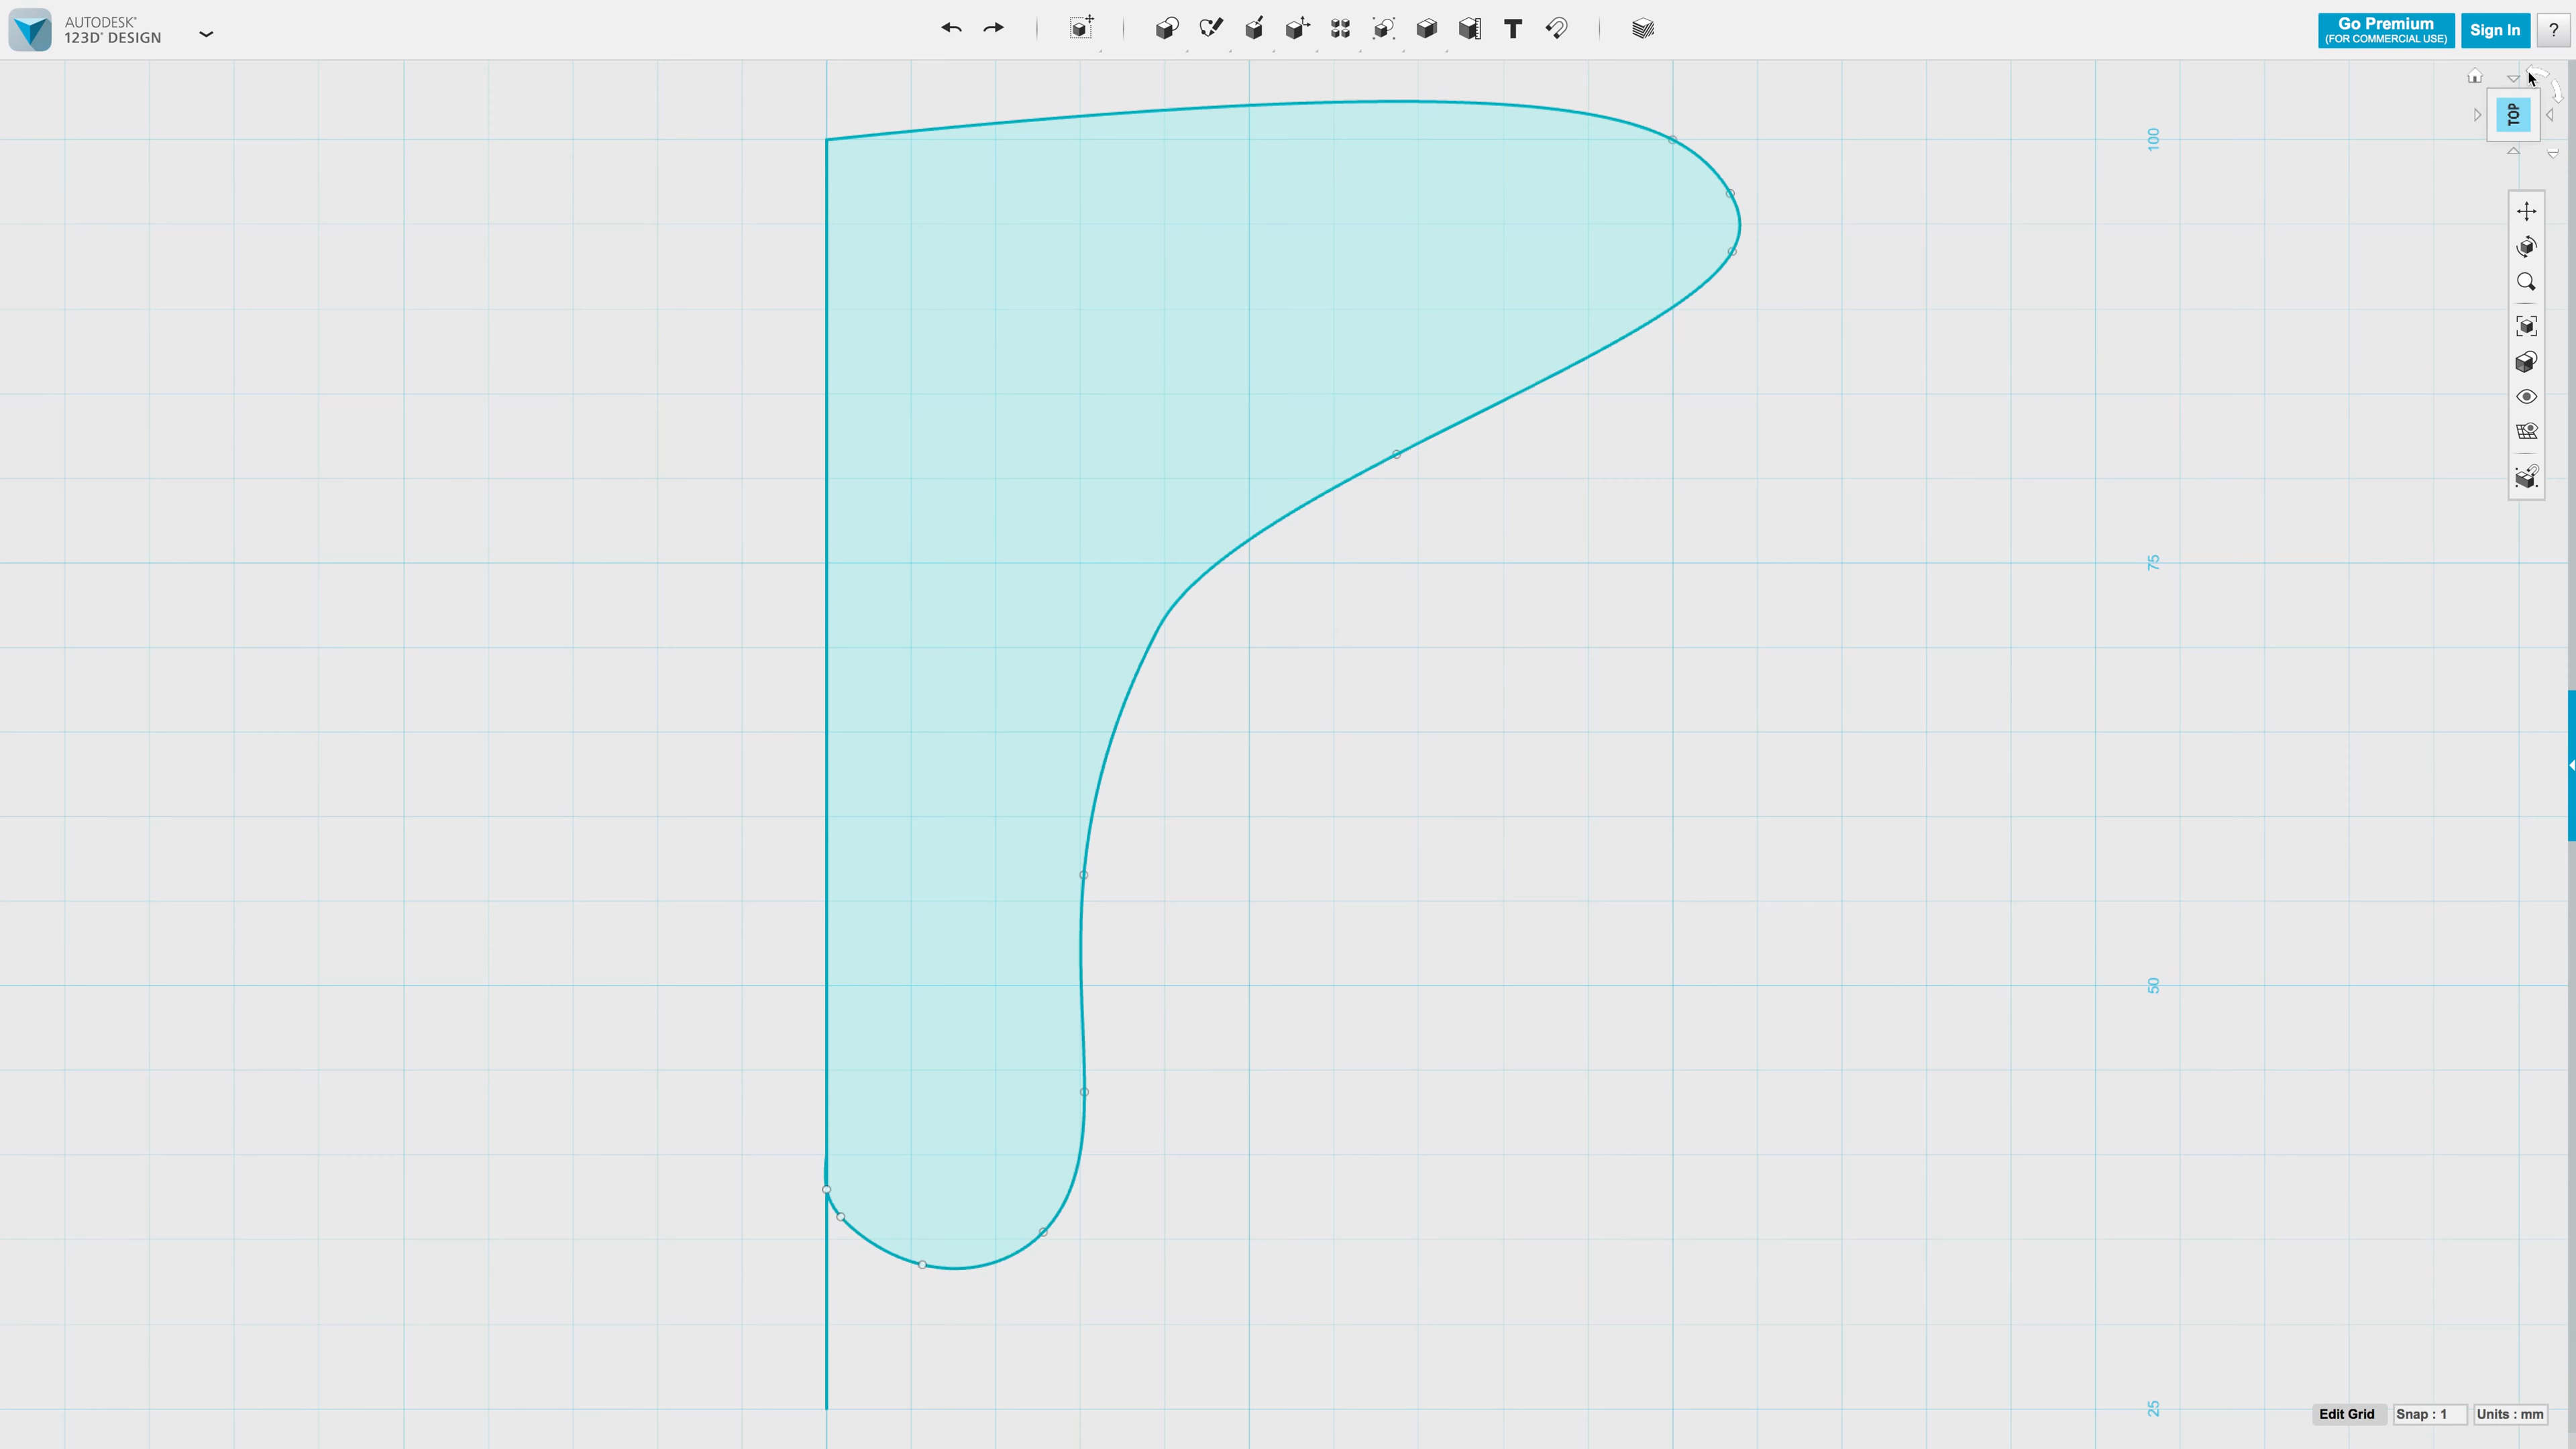 AUTODESK®
123D® DESIGN
Go Premium
(FOR COMMERCIAL USE)
Sign In
?
T
TOP
100
75
50
25
Edit Grid
Snap : 1
Units : mm